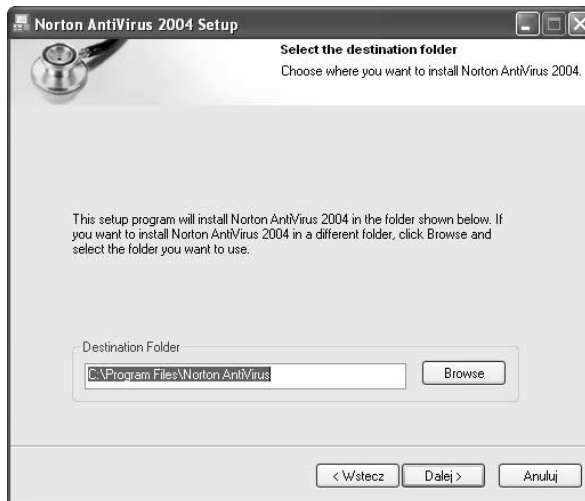 Norton AntiVirus 2004 Setup
Select the destination folder
Choose where you want to install Norton AntiVirus 2004.
This setup program will install Norton AntiVirus 2004 in the folder shown below. If
you want to install Norton AntiVirus 2004 in a different folder, click Browse and
select the folder you want to use.
Destination Folder
C:\Program Files\Norton AntiVirus
Browse
< Wstecz
Dalej >
Anuluj